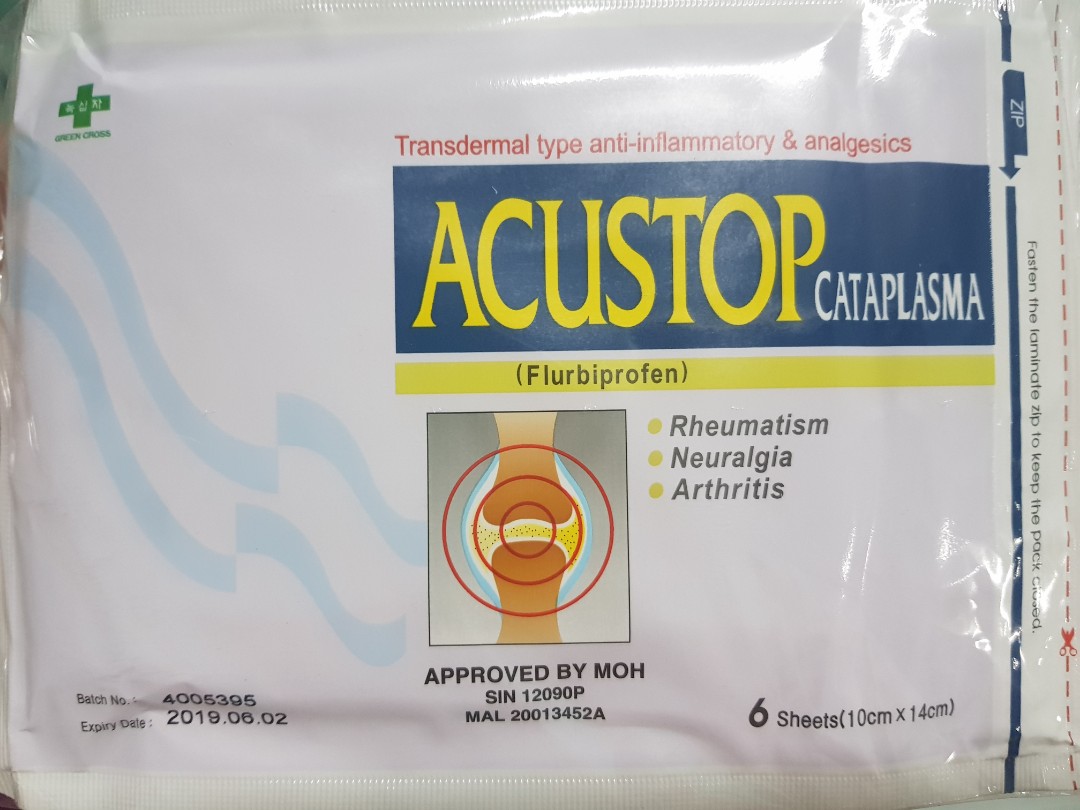 녹십자
GREEN CROSS
Transdermal type anti-inflammatory & analgesics
ACUSTOP CATAPLASMA
(Flurbiprofen)
• Rheumatism
• Neuralgia
• Arthritis
APPROVED BY MOH
SIN 12090P
MAL 20013452A
Batch No. : 4005395
Expiry Date : 2019.06.02
6 Sheets(10cm X 14cm)
ZIP
Fasten the laminate zip to keep the pack closed.